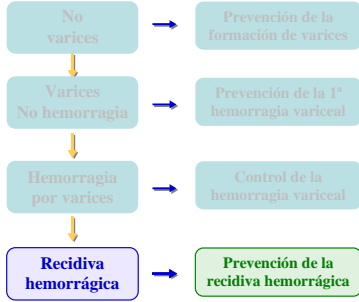 No
varices
Prevención de la
formación de varices
Varices
No hemorragia
Prevención de la 1ª
hemorragia variceal
Hemorragia
por varices
Control de la
hemorragia variceal
Recidiva
hemorrágica
Prevención de la
recidiva hemorrágica